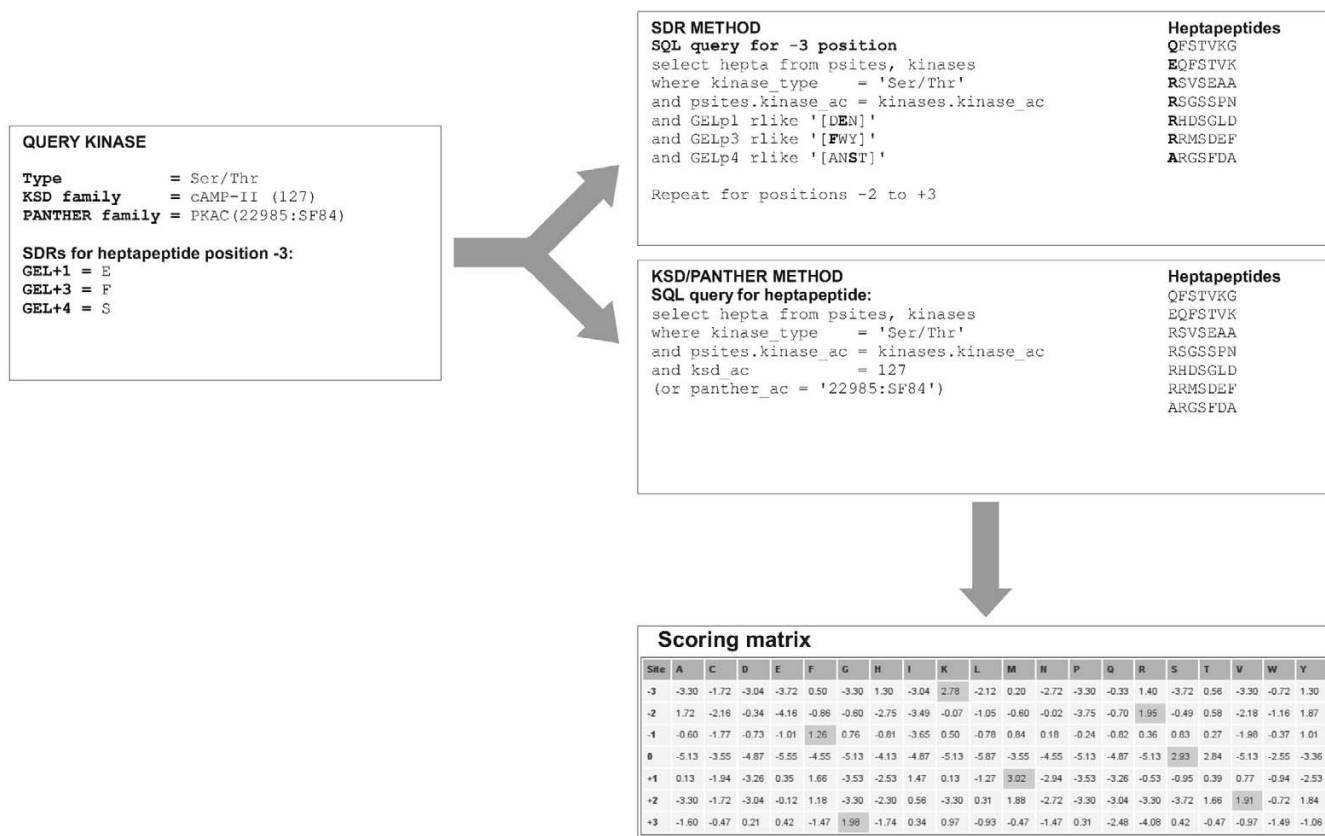 QUERY KINASE
Type = Ser/Thr
KSD family = cAMP-II (127)
PANTHER family = PKAC(22985:SF84)
SDRs for heptapeptide position -3:
GEL+1 = E
GEL+3 = F
GEL+4 = S
SDR METHOD
SQL query for -3 position
select hepta from psites, kinases
where kinase_type = 'Ser/Thr'
and psites.kinase_ac = kinases.kinase_ac
and GELp1 rlike '[DEN]'
and GELp3 rlike '[FWY]'
and GELp4 rlike '[ANST]'
Repeat for positions -2 to +3
Heptapeptides
QFSTVKG
EQFSTVK
RSVSEAA
RSGSSPN
RHDSGLD
RRMSDEF
ARGSFDA
KSD/PANTHER METHOD
SQL query for heptapeptide:
select hepta from psites, kinases
where kinase_type = 'Ser/Thr'
and psites.kinase_ac = kinases.kinase_ac
and ksd_ac = 127
(or panther_ac = '22985:SF84')
Heptapeptides
QFSTVKG
EQFSTVK
RSVSEAA
RSGSSPN
RHDSGLD
RRMSDEF
ARGSFDA
Scoring matrix
Site A C D E F G H I K L M N P Q R S T V W Y
-3 -3.30 -1.72 -3.04 -3.72 0.50 -3.30 1.30 -3.04 2.78 -2.12 0.20 -2.72 -3.30 -0.33 1.40 -3.72 0.56 -3.30 -0.72 1.30
-2 1.72 -2.16 -0.34 -4.16 -0.86 -0.60 -2.75 -3.49 -0.07 -1.05 -0.60 -0.02 -3.75 -0.70 1.95 -0.49 0.58 -2.18 -1.16 1.87
-1 -0.60 -1.77 -0.73 -1.01 1.26 0.76 -0.81 -3.65 0.50 -0.78 0.84 0.18 -0.24 -0.82 0.36 0.83 0.27 -1.98 -0.37 1.01
0 -5.13 -3.55 -4.87 -5.55 -4.55 -5.13 -4.13 -4.87 -5.13 -5.87 -3.55 -4.55 -5.13 -4.87 -5.13 2.93 2.84 -5.13 -2.55 -3.36
+1 0.13 -1.94 -3.26 0.35 1.66 -3.53 -2.53 1.47 0.13 -1.27 3.02 -2.94 -3.53 -3.26 -0.53 -0.95 0.39 0.77 -0.94 -2.53
+2 -3.30 -1.72 -3.04 -0.12 1.18 -3.30 -2.30 0.56 -3.30 0.31 1.88 -2.72 -3.30 -3.04 -3.30 -3.72 1.66 1.91 -0.72 1.84
+3 -1.60 -0.47 0.21 0.42 -1.47 1.98 -1.74 0.34 0.97 -0.93 -0.47 -1.47 0.31 -2.48 -4.08 0.42 -0.47 -0.97 -1.49 -1.06